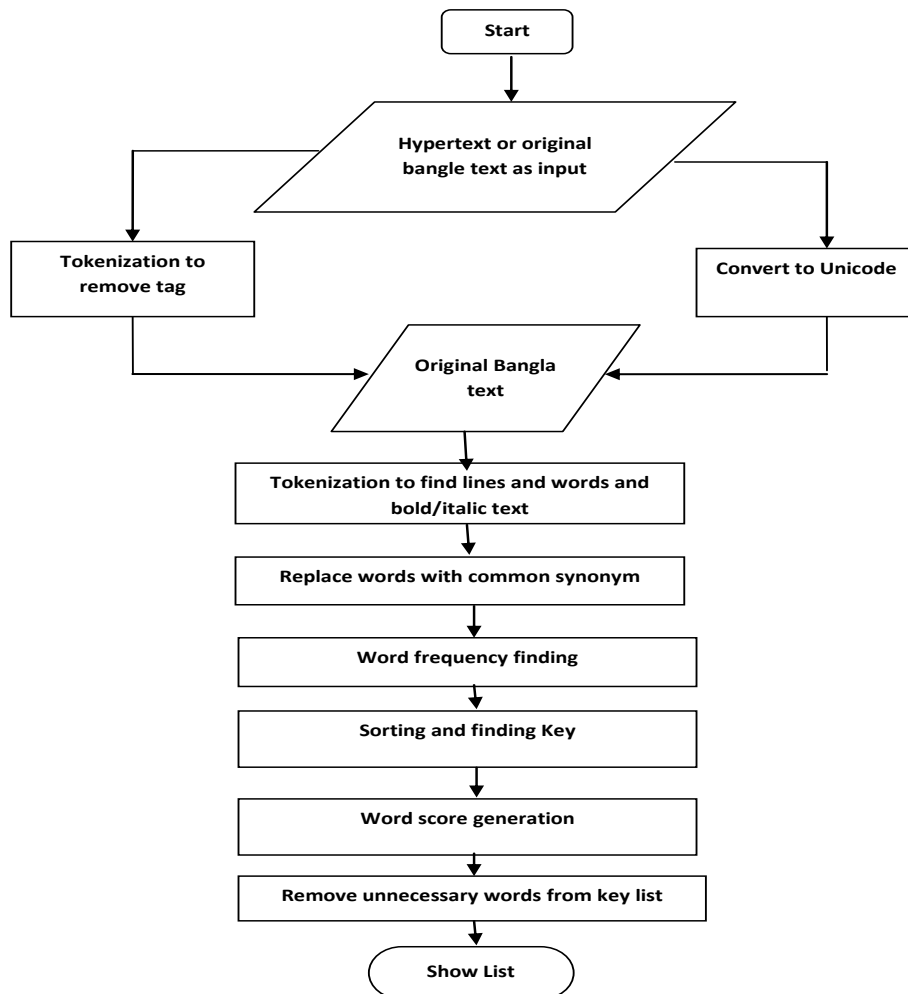 Start
Hypertext or original
bangle text as input
Tokenization to
remove tag
Convert to Unicode
Original Bangla
text
Tokenization to find lines and words and
bold/italic text
Replace words with common synonym
Word frequency finding
Sorting and finding Key
Word score generation
Remove unnecessary words from key list
Show List